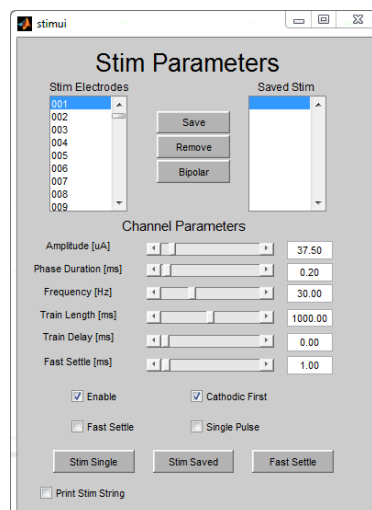 stimui
Stim Parameters
Stim Electrodes
Saved Stim
001
002
003
004
005
006
007
008
009
Save
Remove
Bipolar
Channel Parameters
Amplitude [uA]
37.50
Phase Duration [ms]
0.20
Frequency [Hz]
30.00
Train Length [ms]
1000.00
Train Delay [ms]
0.00
Fast Settle [ms]
1.00
Enable
Cathodic First
Fast Settle
Single Pulse
Stim Single
Stim Saved
Fast Settle
Print Stim String